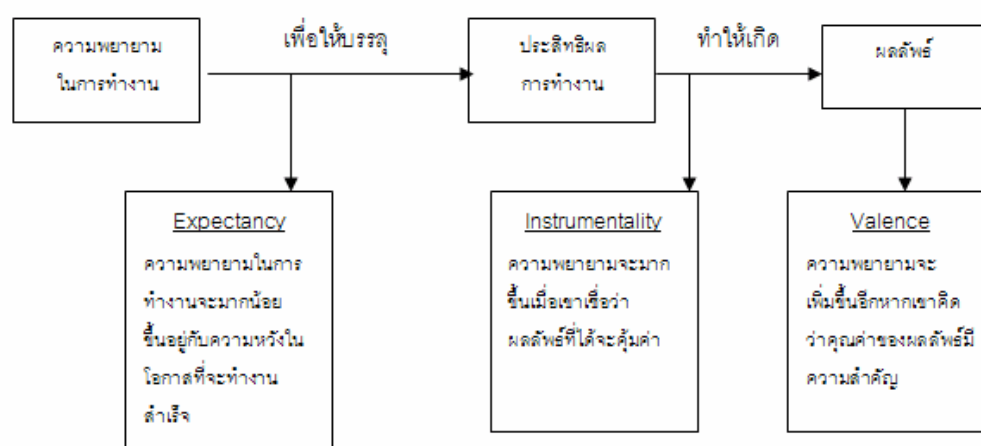 ความพยายาม
ในการทำงาน
เพื่อให้บรรลุ
ประสิทธิผล
การทำงาน
ทำให้เกิด
ผลลัพธ์
Expectancy
ความพยายามในการ
ทำงานจะมากน้อย
ขึ้นอยู่กับความหวังใน
โอกาสที่จะทำงาน
สำเร็จ
Instrumentality
ความพยายามจะมาก
ขึ้นเมื่อเขาเชื่อว่า
ผลลัพธ์ที่ได้จะคุ้มค่า
Valence
ความพยายามจะ
เพิ่มขึ้นอีกหากเขาคิด
ว่าคุณค่าของผลลัพธ์มี
ความสำคัญ